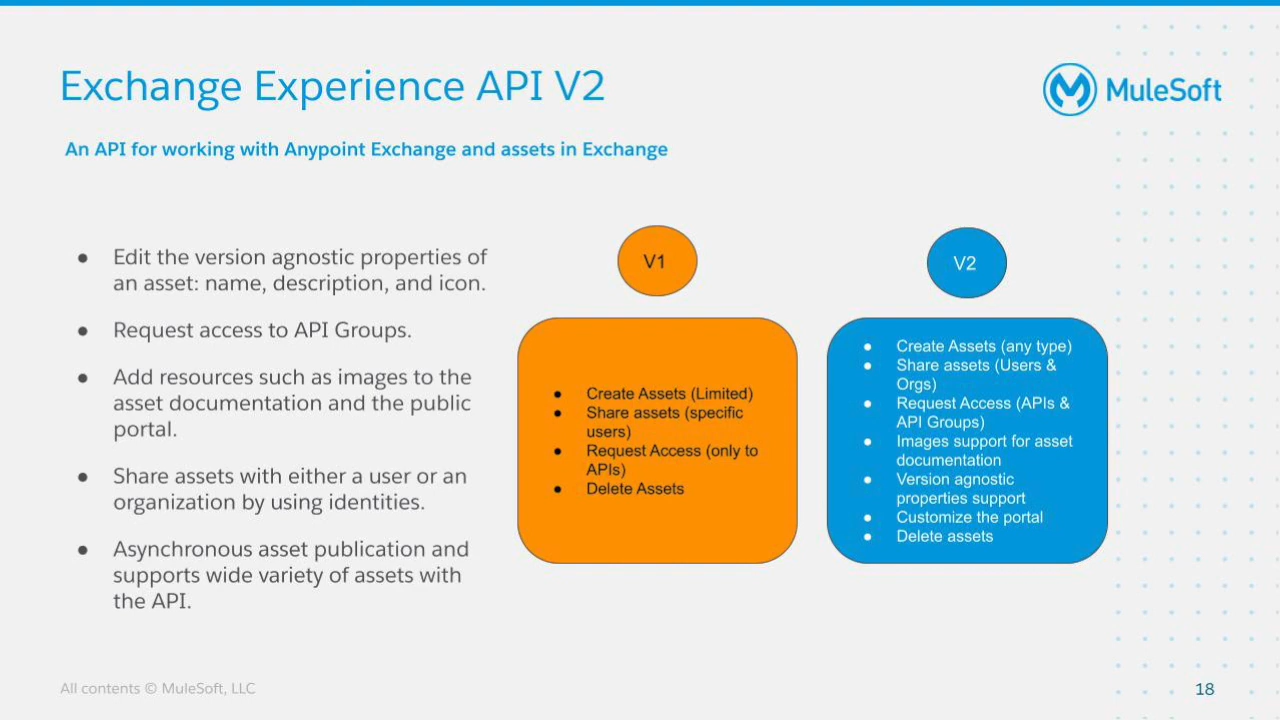 Exchange Experience API V2
MuleSoft
An API for working with Anypoint Exchange and assets in Exchange
● Edit the version agnostic properties of
an asset: name, description, and icon.
● Request access to API Groups.
● Add resources such as images to the
asset documentation and the public
portal.
● Share assets with either a user or an
organization by using identities.
● Asynchronous asset publication and
supports wide variety of assets with
the API.
V1
● Create Assets (Limited)
● Share assets (specific
users)
● Request Access (only to
APIs)
● Delete Assets
V2
● Create Assets (any type)
● Share assets (Users &
Orgs)
● Request Access (APIs &
API Groups)
● Images support for asset
documentation
● Version agnostic
properties support
● Customize the portal
● Delete assets
All contents © MuleSoft, LLC
18